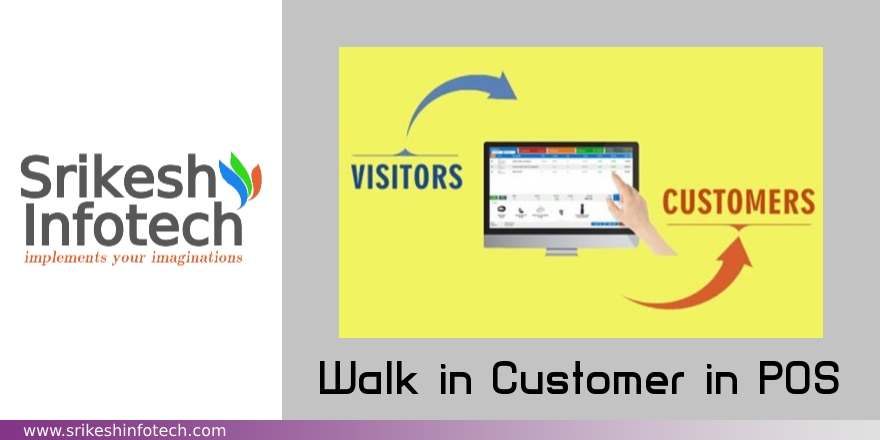 Srikesh
Infotech
implements your imaginations
VISITORS
CUSTOMERS
Walk in Customer in POS
www.srikeshinfotech.com